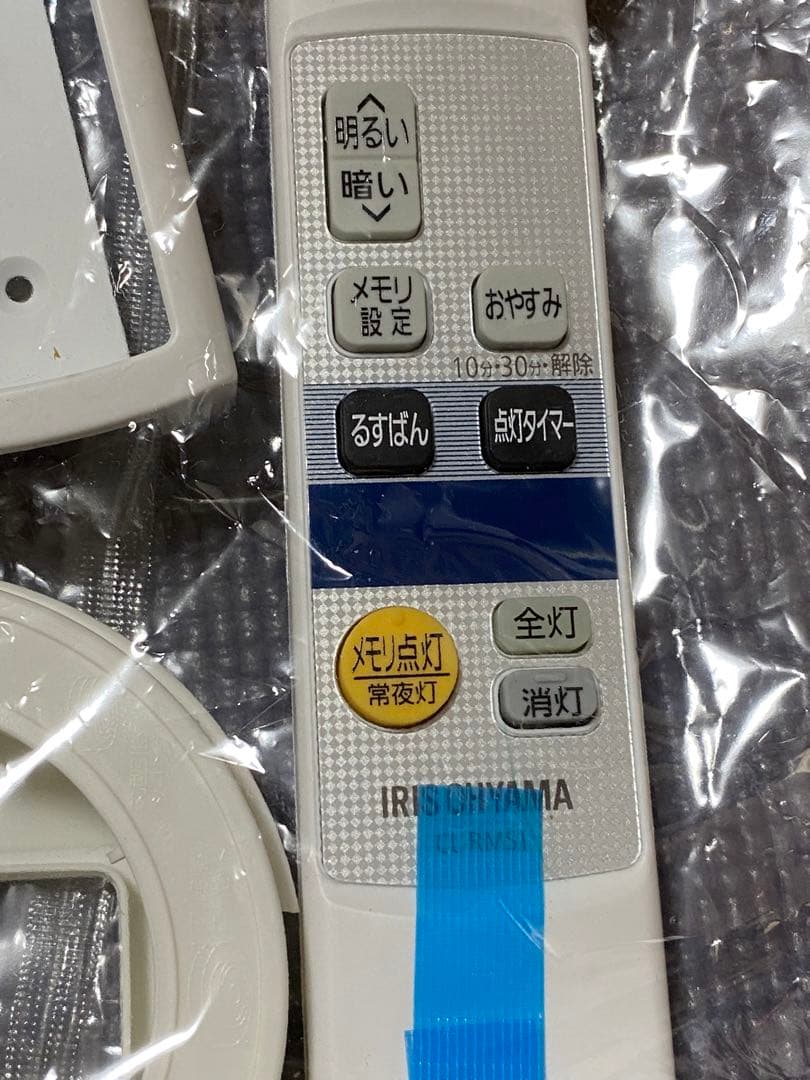 明るい
暗い
メモリ
設定
おやすみ
10分・30分・解除
るすばん
点灯タイマー
メモリ点灯
常夜灯
全灯
消灯
IRIS OHYAMA